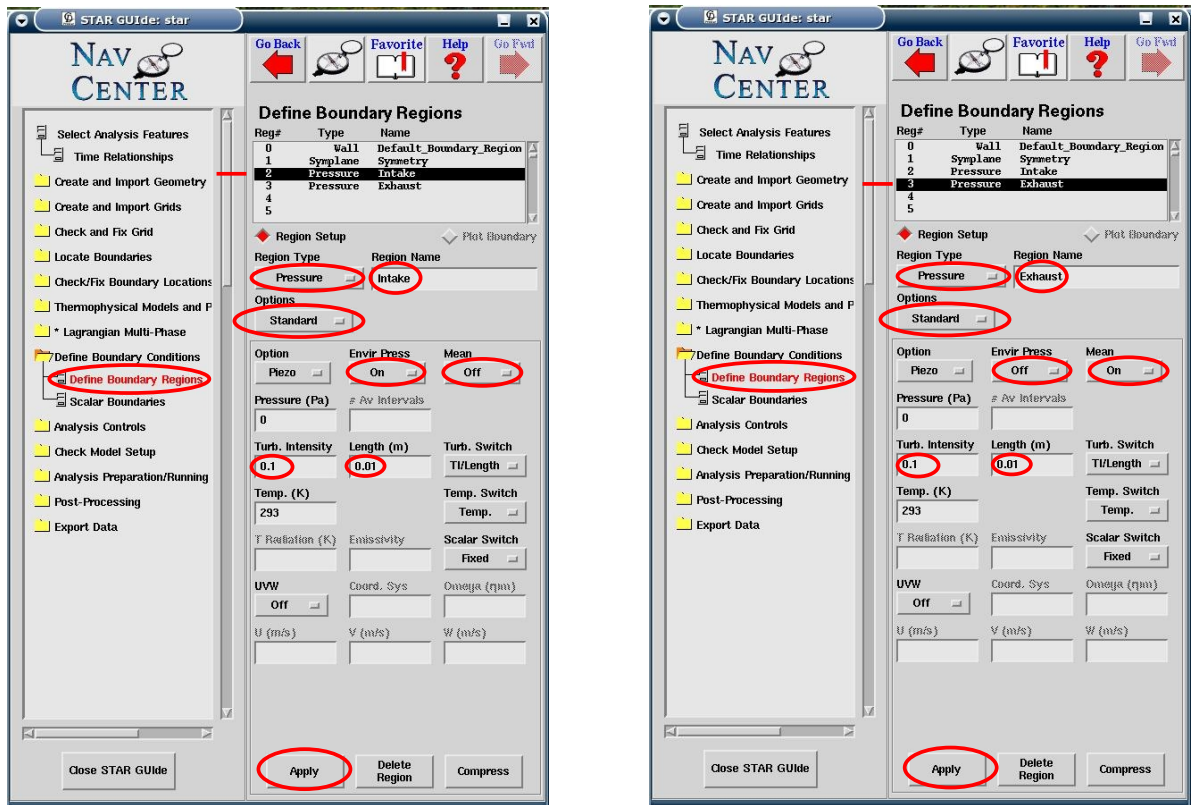 STAR GUIde: star
NAV
CENTER
Go Back
Favorite
Help
Go Fwd
Select Analysis Features
Time Relationships
Create and Import Geometry
Create and Import Grids
Check and Fix Grid
Locate Boundaries
Check/Fix Boundary Locations
Thermophysical Models and P
* Lagrangian Multi-Phase
Define Boundary Conditions
Define Boundary Regions
Scalar Boundaries
Analysis Controls
Check Model Setup
Analysis Preparation/Running
Post-Processing
Export Data
Close STAR GUIde
Define Boundary Regions
Reg# Type Name
0 Wall Default_Boundary_Region
1 Symplane Symmetry
2 Pressure Intake
3 Pressure Exhaust
4
5
Region Setup Plot Boundary
Region Type Region Name
Pressure Intake
Options
Standard
Option Envir Press Mean
Piezo On Off
Pressure (Pa) # Av Intervals
0
Turb. Intensity Length (m) Turb. Switch
0.1 0.01 TI/Length
Temp. (K) Temp. Switch
293 Temp.
T Radiation (K) Emissivity Scalar Switch
Fixed
UVW Coord. Sys Omega (rpm)
Off
U (m/s) V (m/s) W (m/s)
Apply Delete Region Compress
STAR GUIde: star
NAV
CENTER
Go Back
Favorite
Help
Go Fwd
Select Analysis Features
Time Relationships
Create and Import Geometry
Create and Import Grids
Check and Fix Grid
Locate Boundaries
Check/Fix Boundary Locations
Thermophysical Models and P
* Lagrangian Multi-Phase
Define Boundary Conditions
Define Boundary Regions
Scalar Boundaries
Analysis Controls
Check Model Setup
Analysis Preparation/Running
Post-Processing
Export Data
Close STAR GUIde
Define Boundary Regions
Reg# Type Name
0 Wall Default_Boundary_Region
1 Symplane Symmetry
2 Pressure Intake
3 Pressure Exhaust
4
5
Region Setup Plot Boundary
Region Type Region Name
Pressure Exhaust
Options
Standard
Option Envir Press Mean
Piezo Off On
Pressure (Pa) # Av Intervals
0
Turb. Intensity Length (m) Turb. Switch
0.1 0.01 TI/Length
Temp. (K) Temp. Switch
293 Temp.
T Radiation (K) Emissivity Scalar Switch
Fixed
UVW Coord. Sys Omega (rpm)
Off
U (m/s) V (m/s) W (m/s)
Apply Delete Region Compress